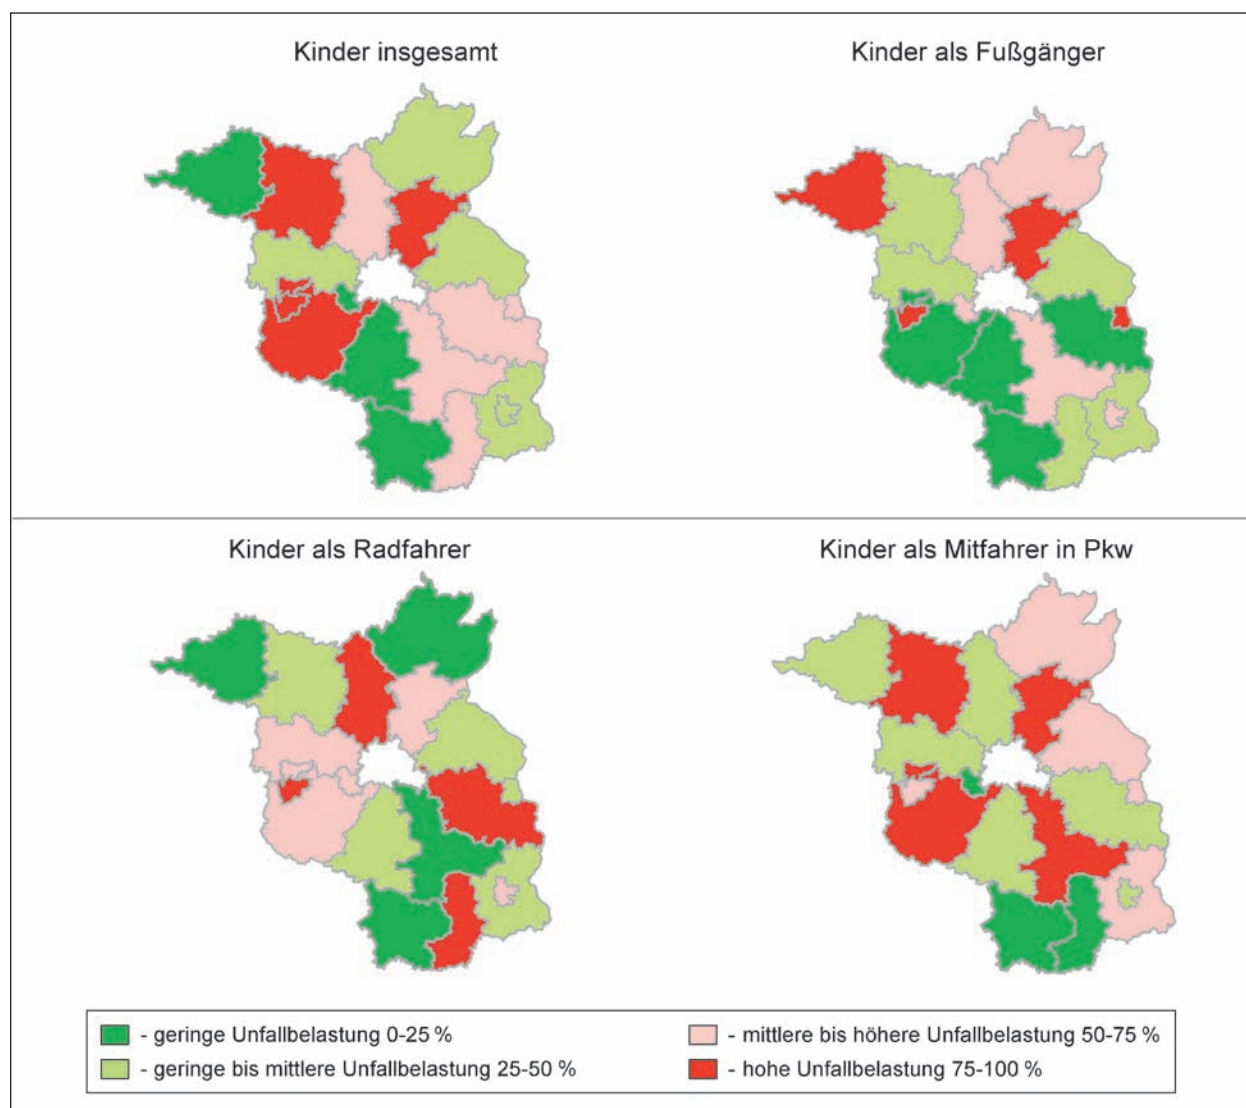 Kinder insgesamt
Kinder als Fußgänger
Kinder als Radfahrer
Kinder als Mitfahrer in Pkw
- geringe Unfallbelastung 0-25 %
- geringe bis mittlere Unfallbelastung 25-50 %
- mittlere bis höhere Unfallbelastung 50-75 %
- hohe Unfallbelastung 75-100 %